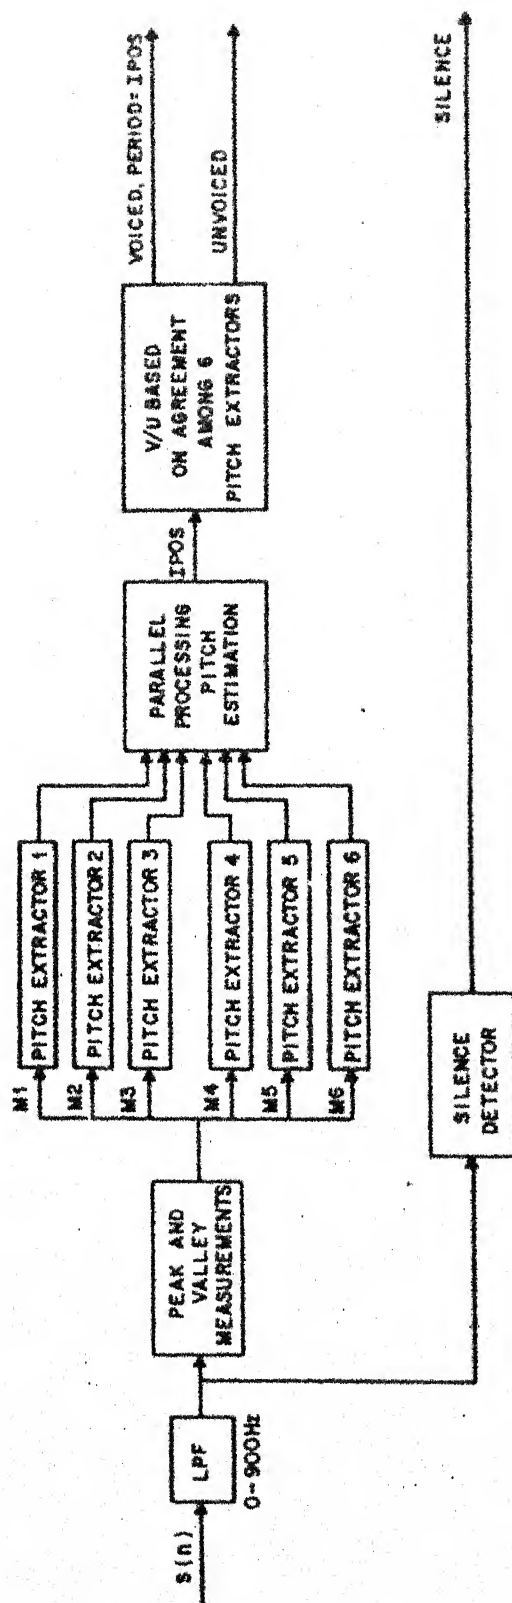 S(n)
LPF
0-900Hz
PEAK AND
VALLEY
MEASUREMENTS
M1
PITCH EXTRACTOR 1
M2
PITCH EXTRACTOR 2
M3
PITCH EXTRACTOR 3
M4
PITCH EXTRACTOR 4
M5
PITCH EXTRACTOR 5
M6
PITCH EXTRACTOR 6
PARALLEL
PROCESSING
PITCH
ESTIMATION
IPOS
V/U BASED
ON AGREEMENT
AMONG 6
PITCH EXTRACTORS
VOICED, PERIOD=IPOS
UNVOICED
SILENCE
DETECTOR
SILENCE